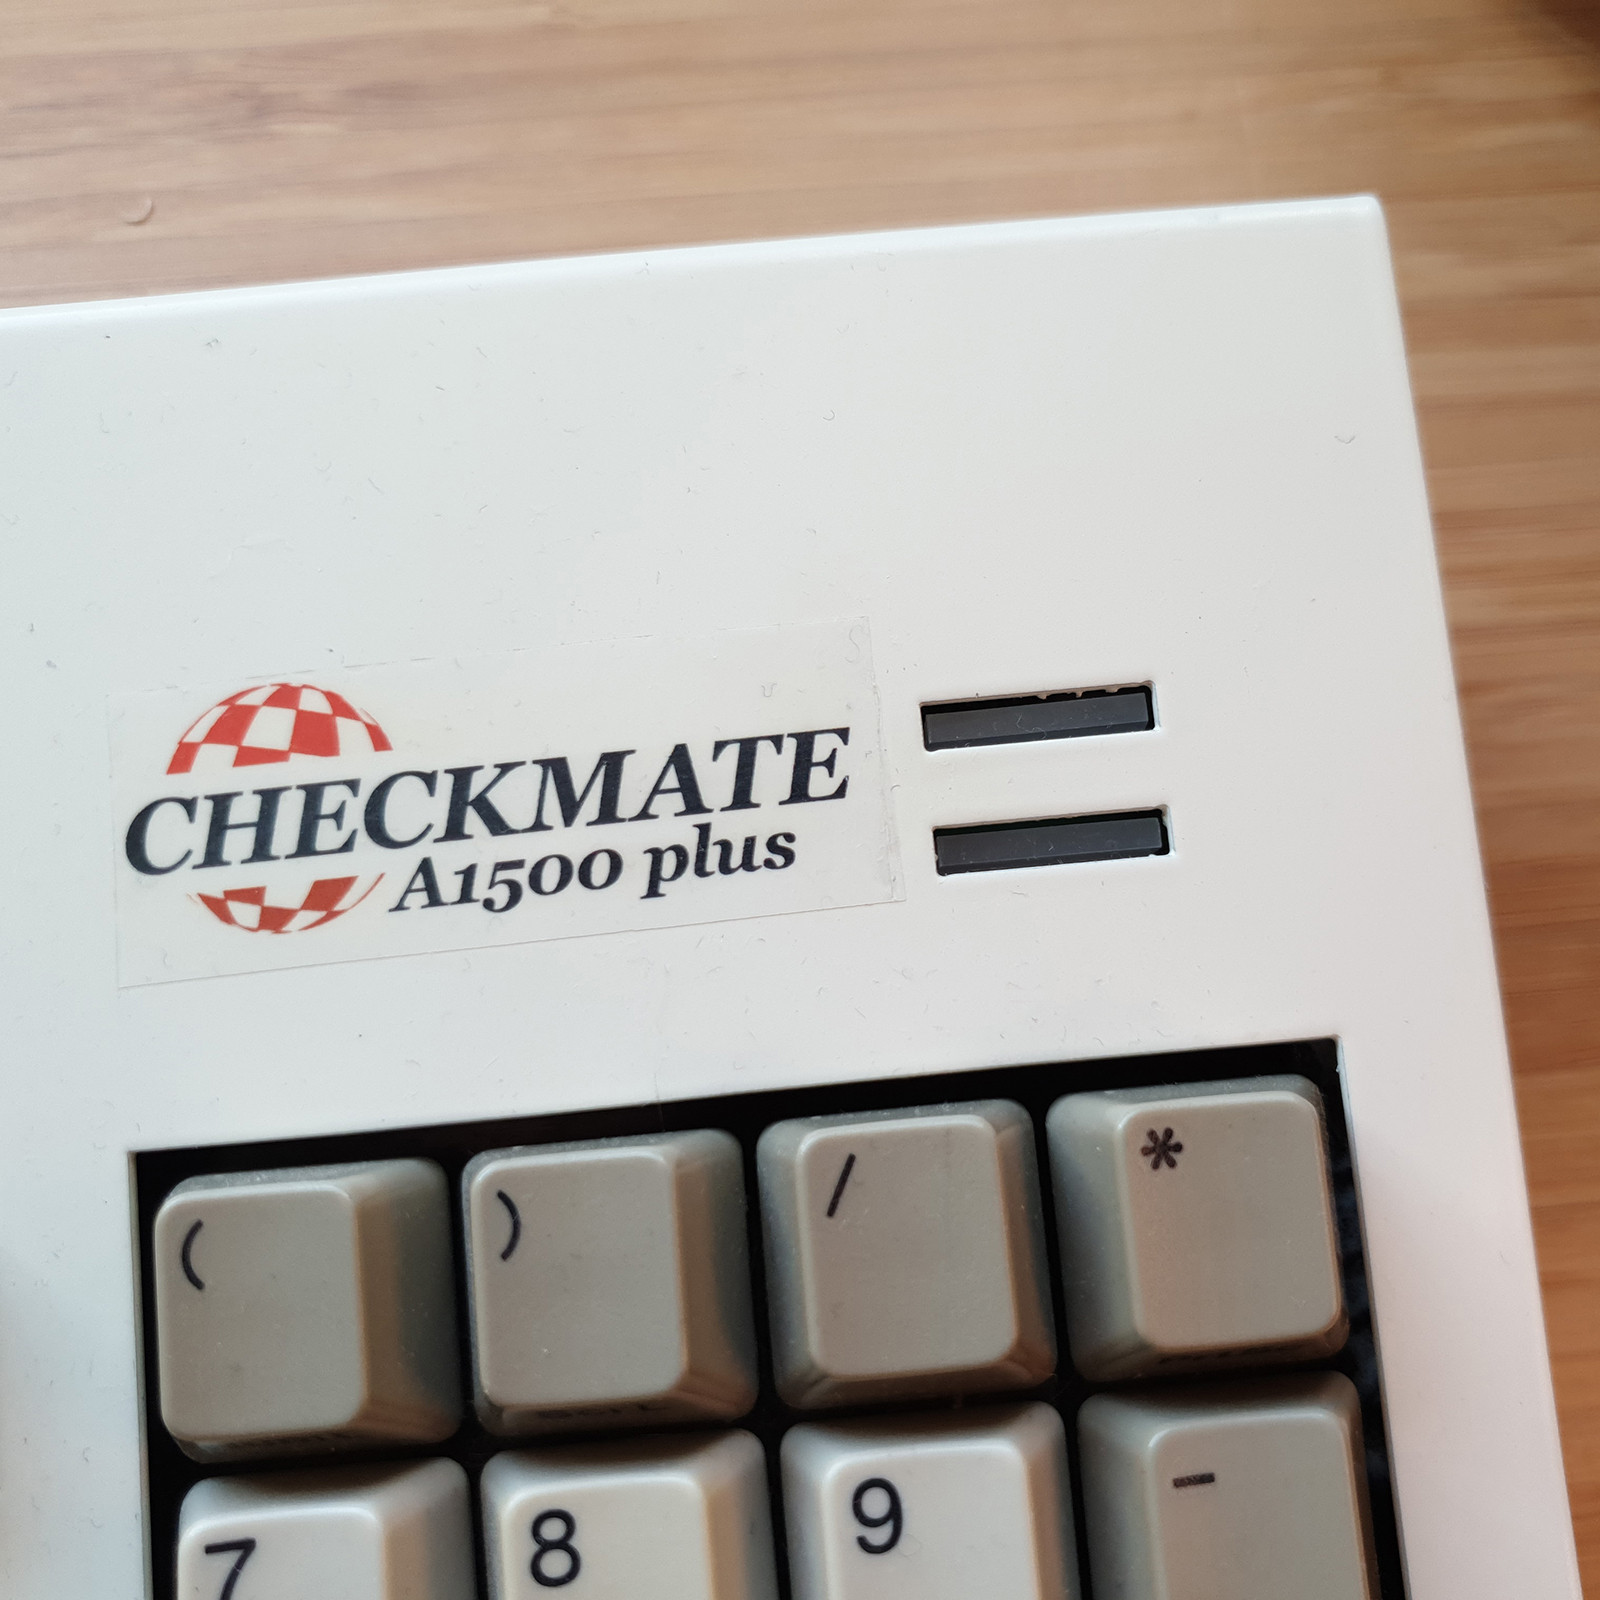 CHECKMATE
A1500 plus
( ) / *
7 8 9 -